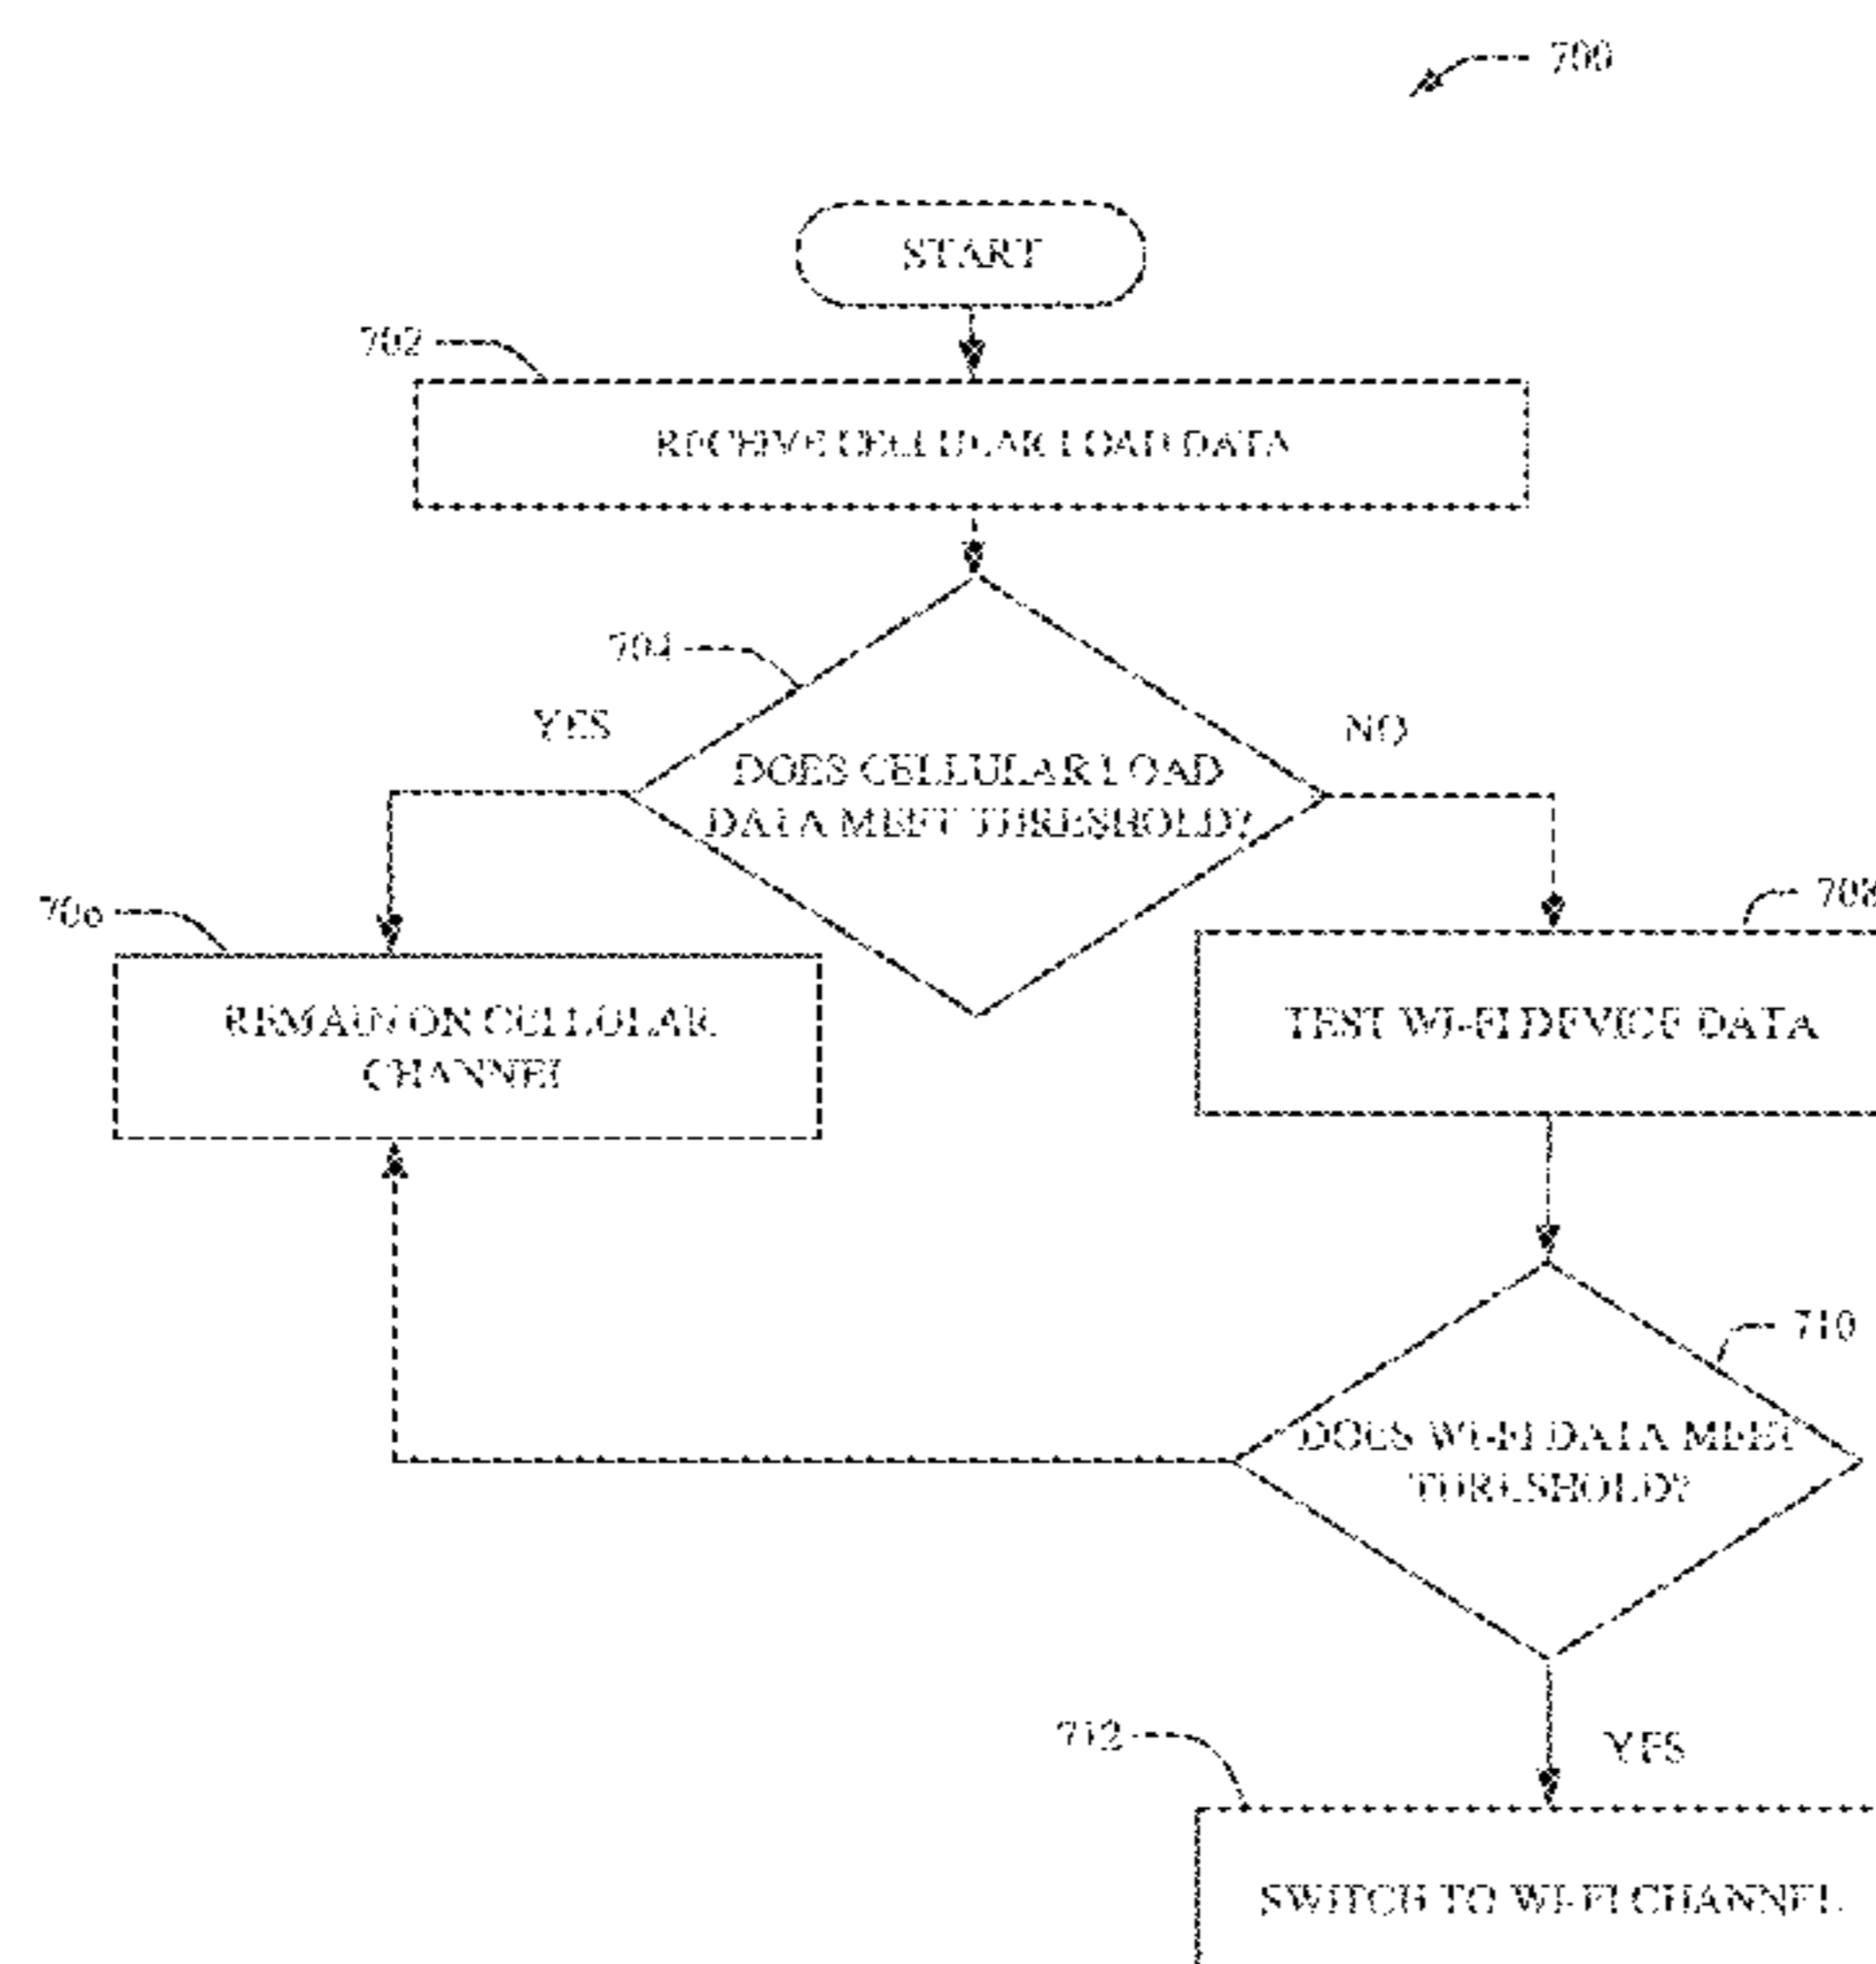 700
START
702
RECEIVE CELLULAR LOAD DATA
704
YES
NO
DOES CELLULAR LOAD
DATA MEET THRESHOLD?
706
708
REMAIN ON CELLULAR
CHANNEL
TEST WI-FI DEVICE DATA
710
DOES WI-FI DATA MEET
THRESHOLD?
712
YES
SWITCH TO WI-FI CHANNEL